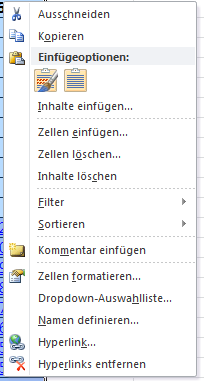 Ausschneiden
Kopieren
Einfügeoptionen:
Inhalte einfügen...
Zellen einfügen...
Zellen löschen...
Inhalte löschen
Filter
Sortieren
Kommentar einfügen
Zellen formatieren...
Dropdown-Auswahlliste...
Namen definieren...
Hyperlink...
Hyperlinks entfernen